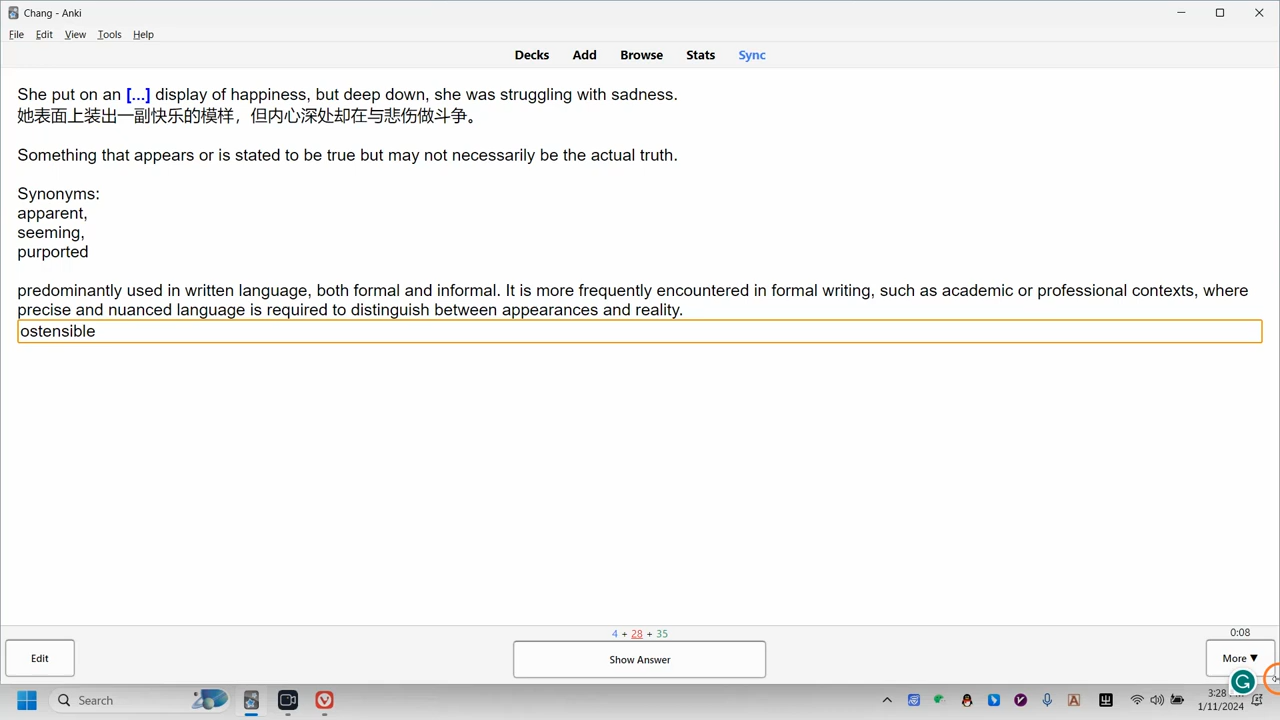 Chang - Anki
File Edit View Tools Help
Decks Add Browse Stats Sync
She put on an [...] display of happiness, but deep down, she was struggling with sadness.
她表面上装出一副快乐的模样，但内心深处却在与悲伤做斗争。
Something that appears or is stated to be true but may not necessarily be the actual truth.
Synonyms:
apparent,
seeming,
purported
predominantly used in written language, both formal and informal. It is more frequently encountered in formal writing, such as academic or professional contexts, where
precise and nuanced language is required to distinguish between appearances and reality.
ostensible
4 + 28 + 35
0:08
Edit
Show Answer
More ▼
Search
3:28
1/11/2024